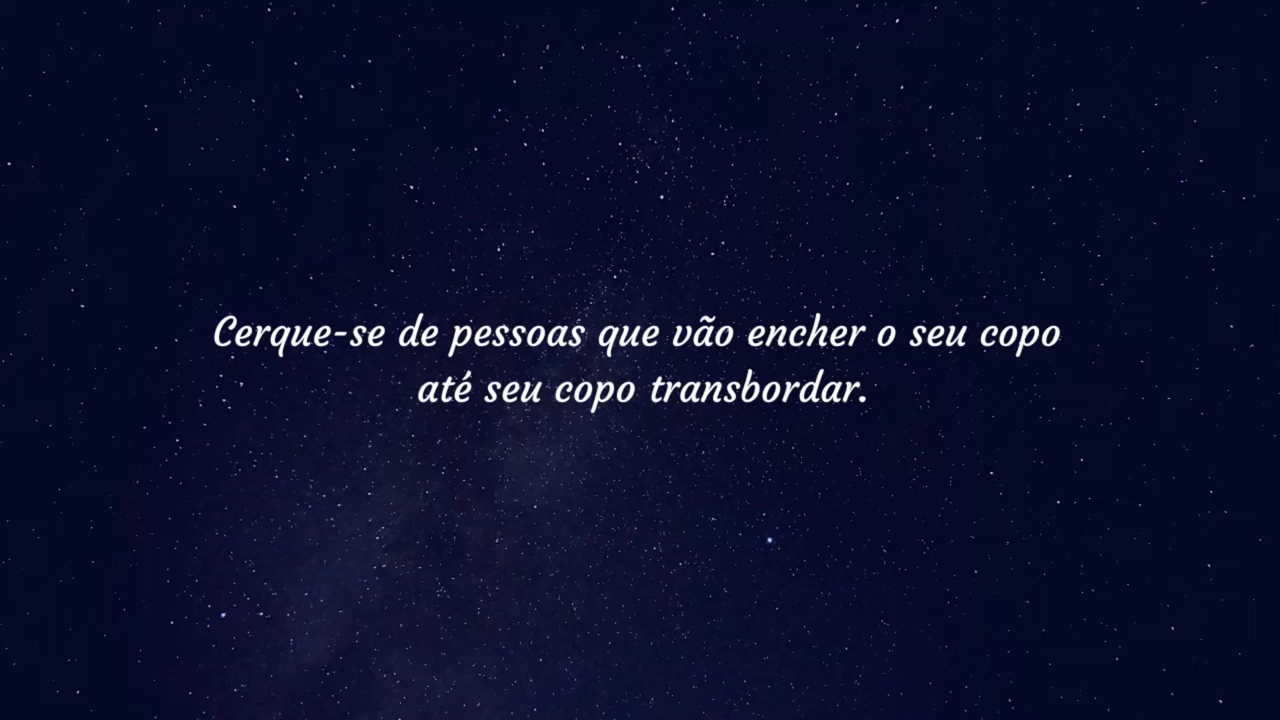 Cerque-se de pessoas que vão encher o seu copo
até seu copo transbordar.